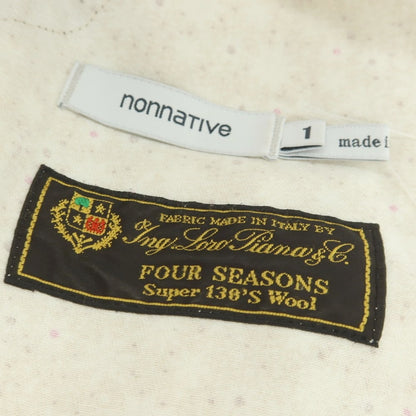 nonnative
1
made i
FABRIC MADE IN ITALY BY
Ing. Loro Piana & C.
FOUR SEASONS
Super 130'S Wool